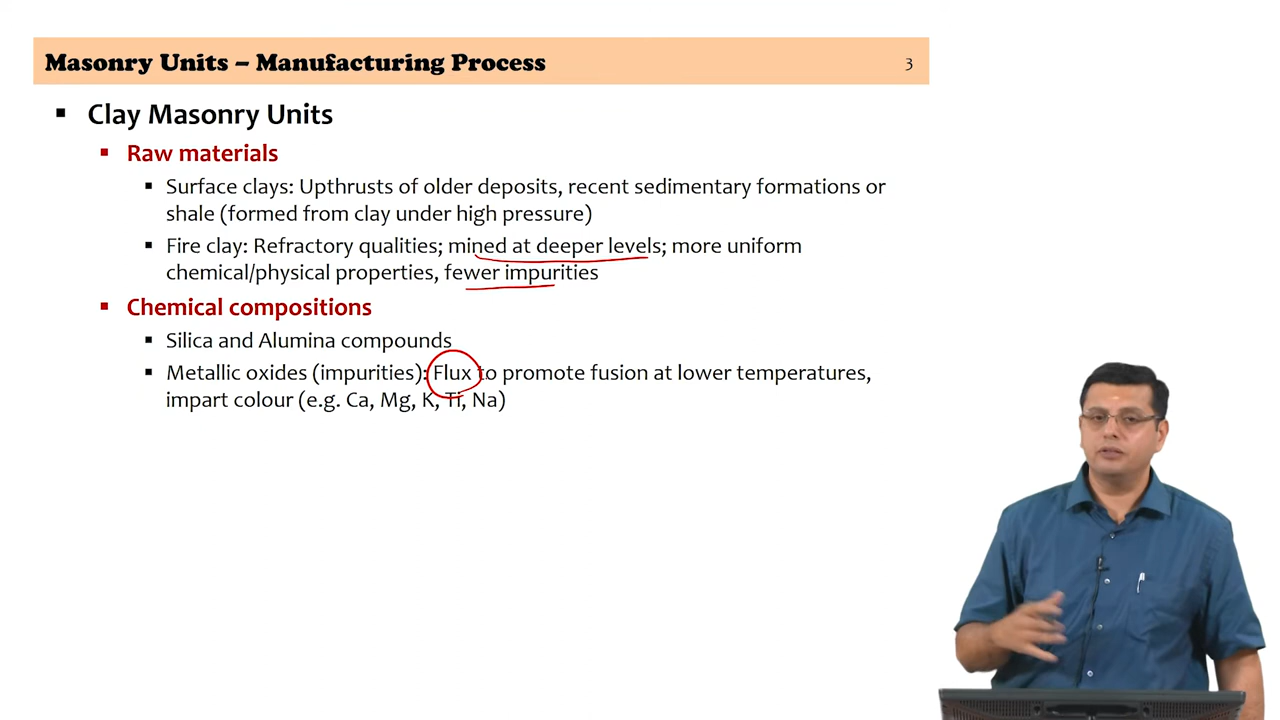 Masonry Units – Manufacturing Process 3
▪ Clay Masonry Units
▪ Raw materials
▪ Surface clays: Upthrusts of older deposits, recent sedimentary formations or
shale (formed from clay under high pressure)
▪ Fire clay: Refractory qualities; mined at deeper levels; more uniform
chemical/physical properties, fewer impurities
▪ Chemical compositions
▪ Silica and Alumina compounds
▪ Metallic oxides (impurities): Flux to promote fusion at lower temperatures,
impart colour (e.g. Ca, Mg, K, Ti, Na)